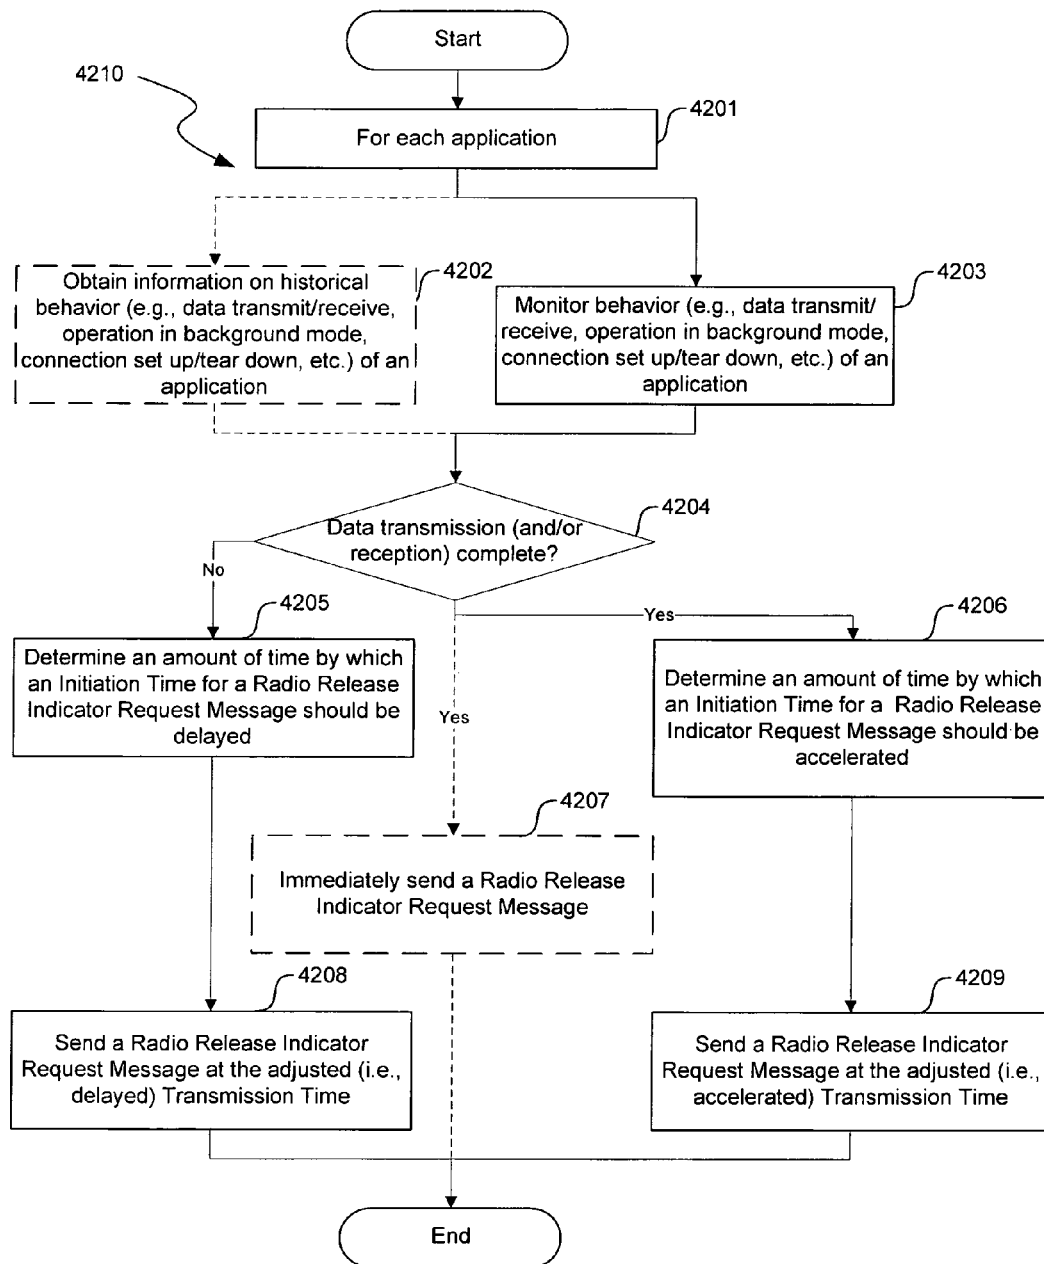 Start
4210
4201
For each application
4202
Obtain information on historical
behavior (e.g., data transmit/receive,
operation in background mode,
connection set up/tear down, etc.) of an
application
4203
Monitor behavior (e.g., data transmit/
receive, operation in background mode,
connection set up/tear down, etc.) of an
application
4204
Data transmission (and/or
reception) complete?
No
Yes
Yes
4205
Determine an amount of time by which
an Initiation Time for a Radio Release
Indicator Request Message should be
delayed
4206
Determine an amount of time by which
an Initiation Time for a Radio Release
Indicator Request Message should be
accelerated
4207
Immediately send a Radio Release
Indicator Request Message
4208
Send a Radio Release Indicator
Request Message at the adjusted (i.e.,
delayed) Transmission Time
4209
Send a Radio Release Indicator
Request Message at the adjusted (i.e.,
accelerated) Transmission Time
End